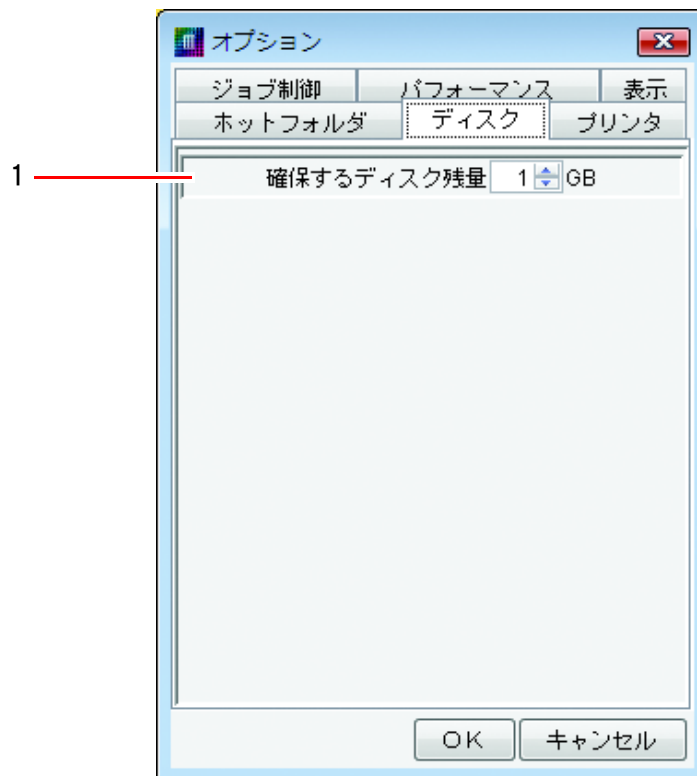 オプション
ジョブ制御 パフォーマンス 表示
ホットフォルダ ディスク プリンタ
1 確保するディスク残量 1 GB
OK キャンセル